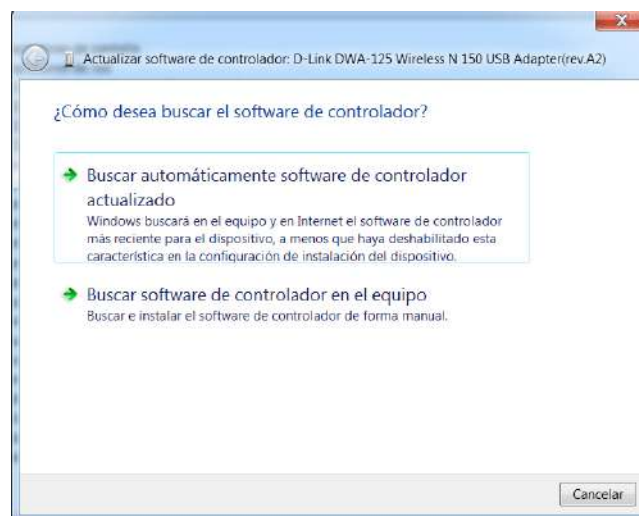 Actualizar software de controlador: D-Link DWA-125 Wireless N 150 USB Adapter(rev.A2)
¿Cómo desea buscar el software de controlador?
Buscar automáticamente software de controlador
actualizado
Windows buscará en el equipo y en Internet el software de controlador
más reciente para el dispositivo, a menos que haya deshabilitado esta
característica en la configuración de instalación del dispositivo.
Buscar software de controlador en el equipo
Buscar e instalar el software de controlador de forma manual.
Cancelar